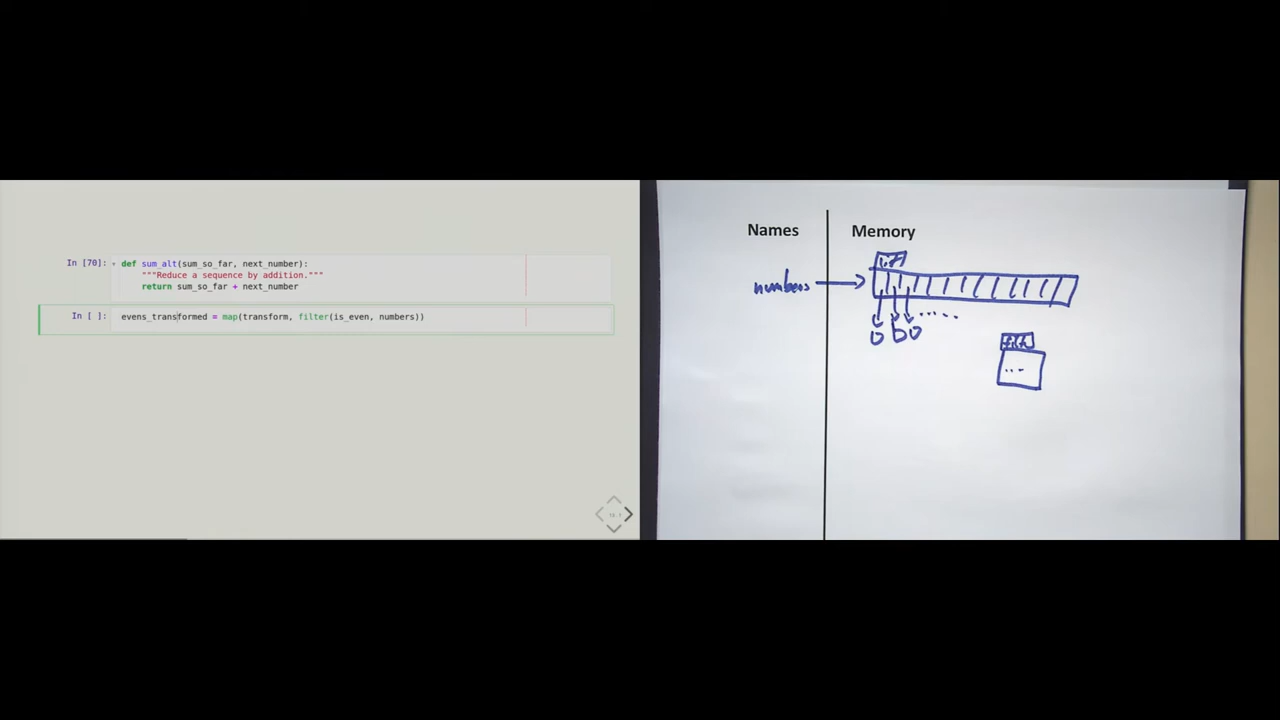 In [70]: def sum_alt(sum_so_far, next_number):
"""Reduce a sequence by addition."""
return sum_so_far + next_number
In [ ]: evens_transformed = map(transform, filter(is_even, numbers))
Names Memory
numbers